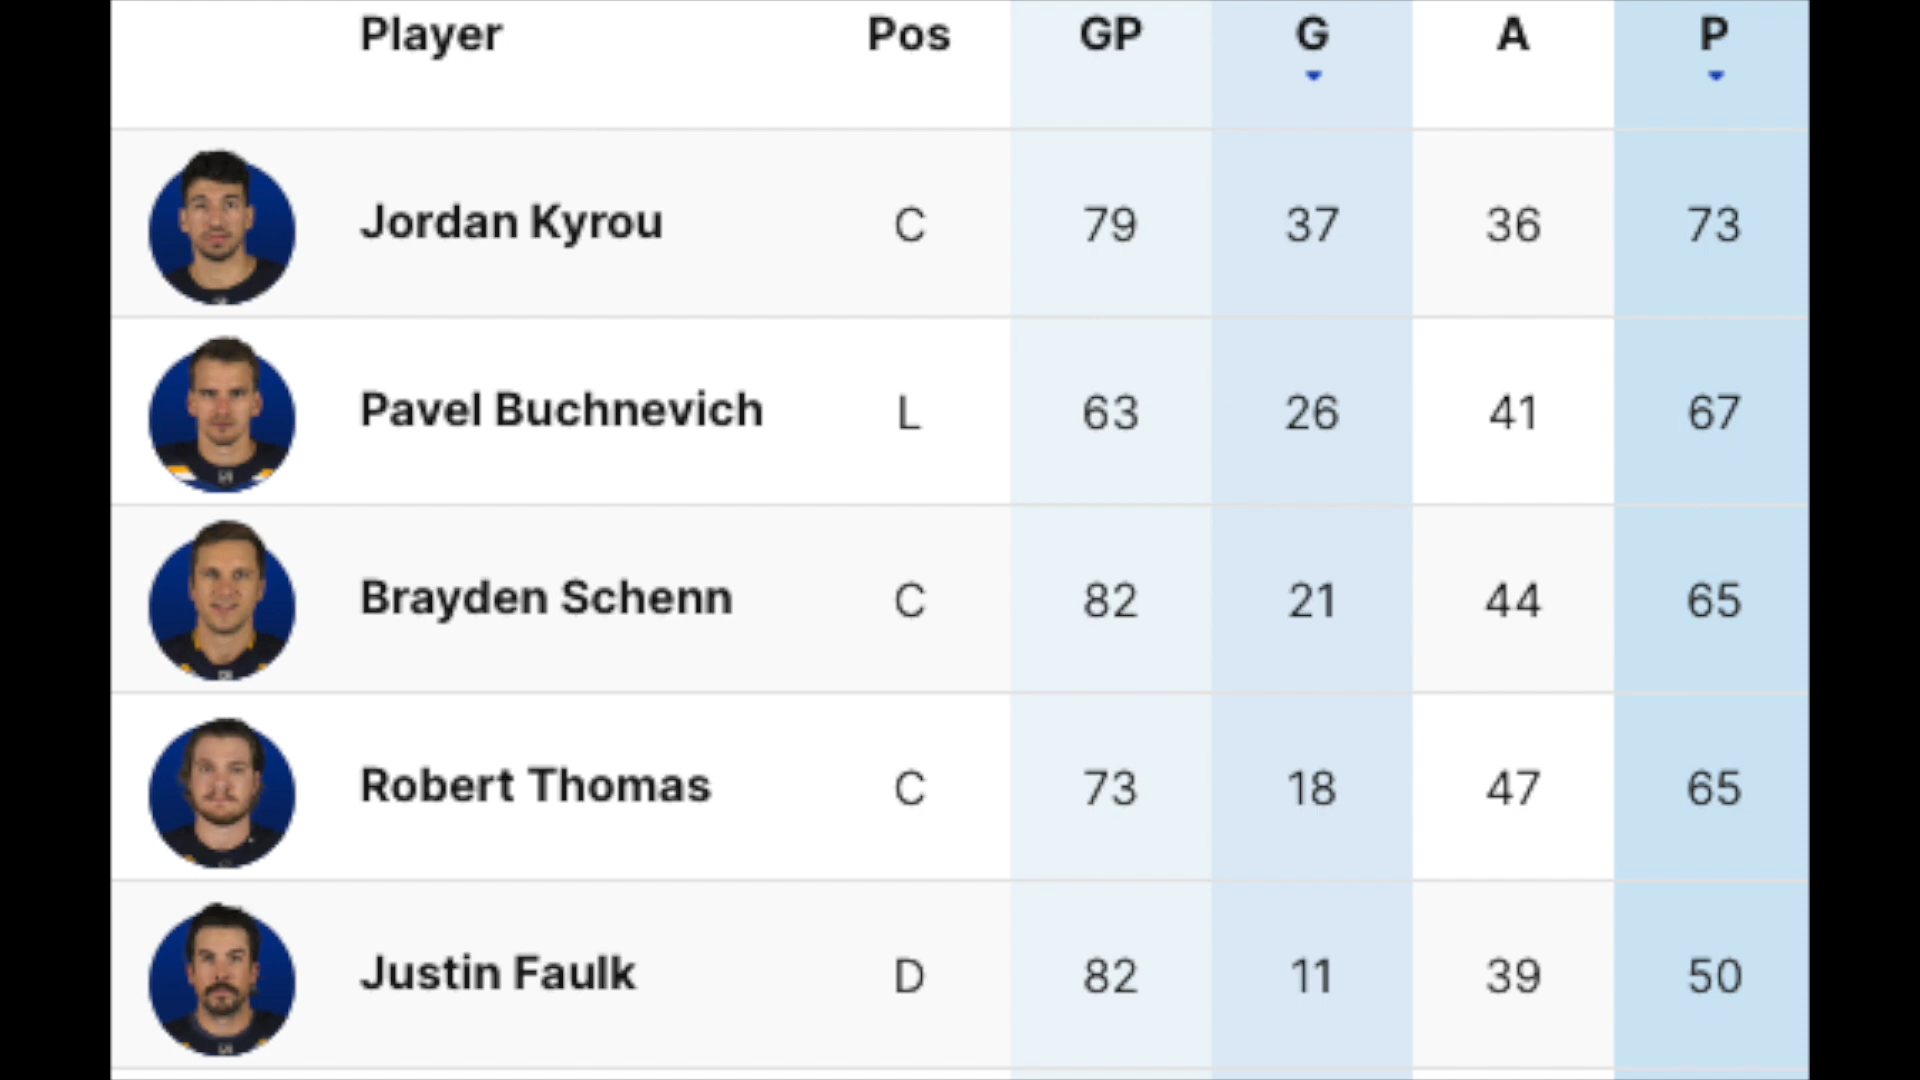 Player Pos GP G A P
Jordan Kyrou C 79 37 36 73
Pavel Buchnevich L 63 26 41 67
Brayden Schenn C 82 21 44 65
Robert Thomas C 73 18 47 65
Justin Faulk D 82 11 39 50